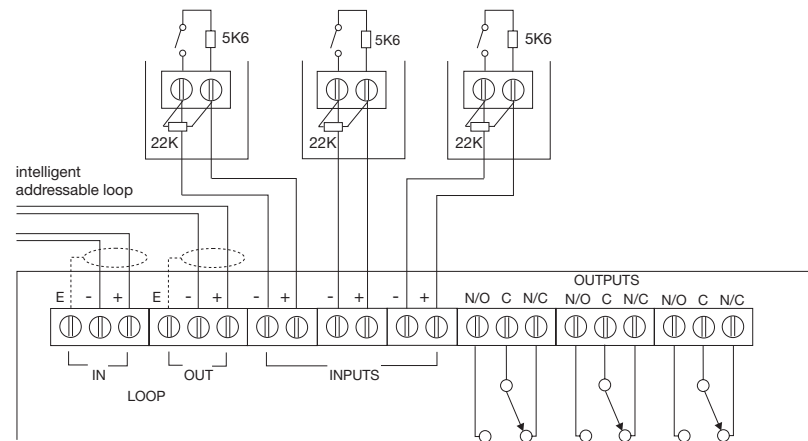 5K6 5K6 5K6
22K 22K 22K
intelligent
addressable loop
OUTPUTS
E - + E - + - + - + - + N/O C N/C N/O C N/C N/O C N/C
IN OUT INPUTS
LOOP